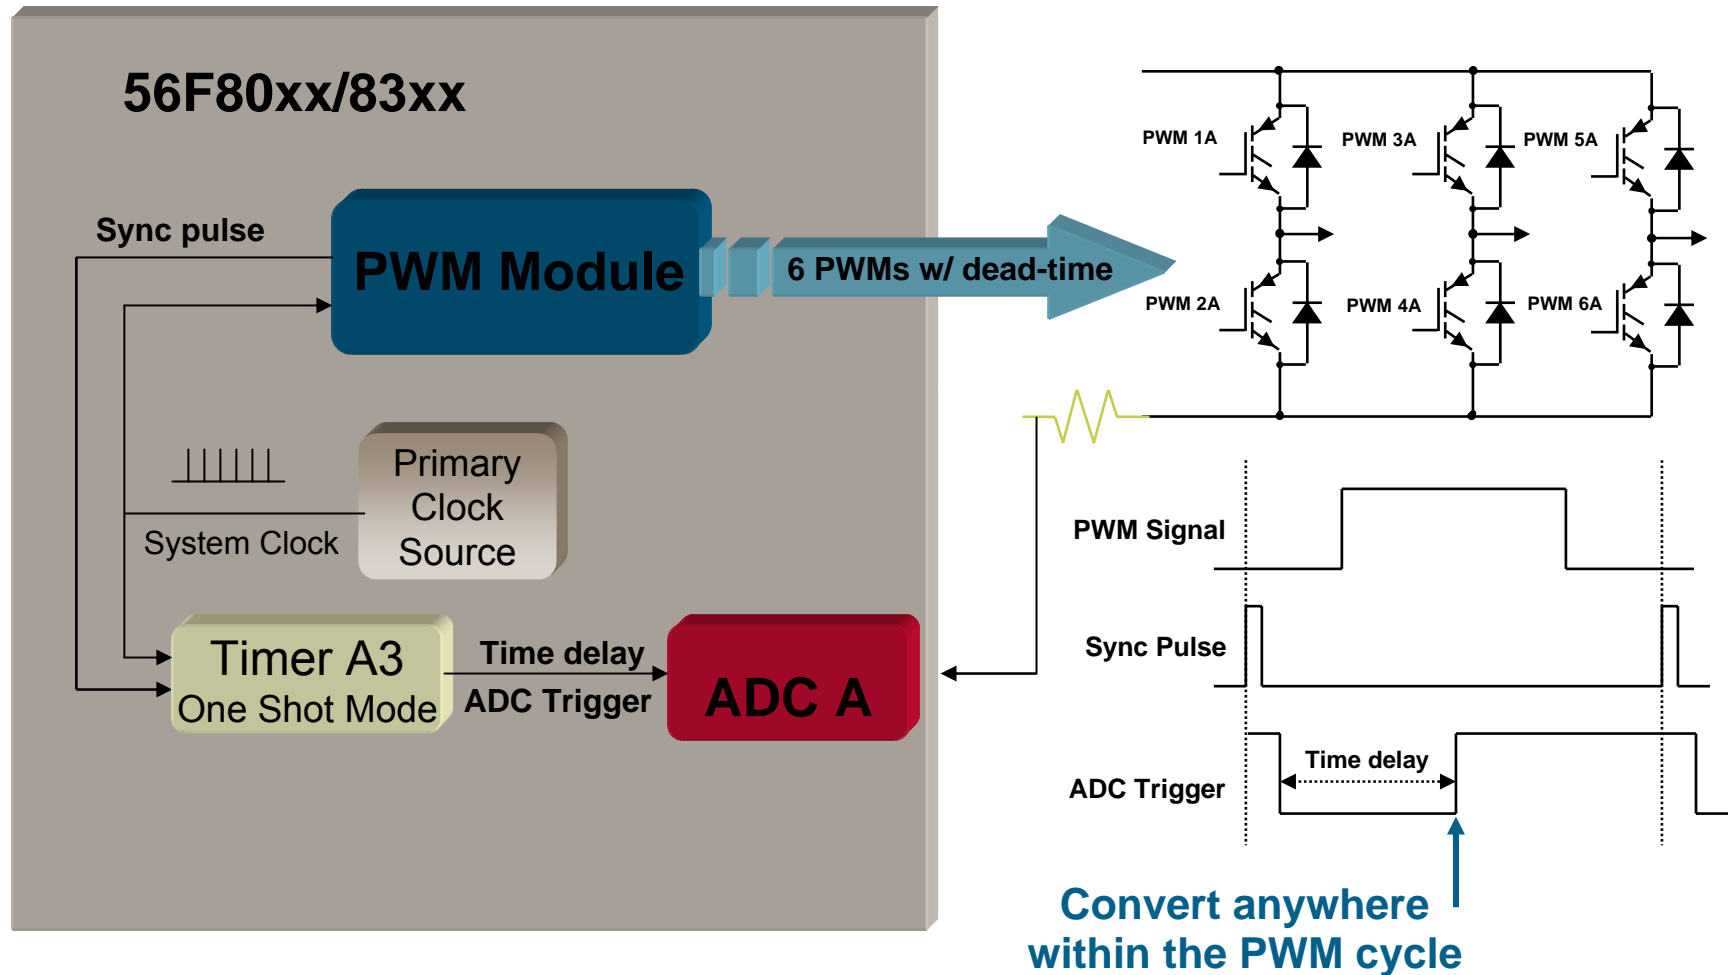 56F80xx/83xx
Sync pulse
PWM Module
6 PWMs w/ dead-time
PWM 1A
PWM 3A
PWM 5A
PWM 2A
PWM 4A
PWM 6A
Primary
Clock
Source
System Clock
Timer A3
One Shot Mode
Time delay
ADC Trigger
ADC A
PWM Signal
Sync Pulse
ADC Trigger
Time delay
Convert anywhere
within the PWM cycle